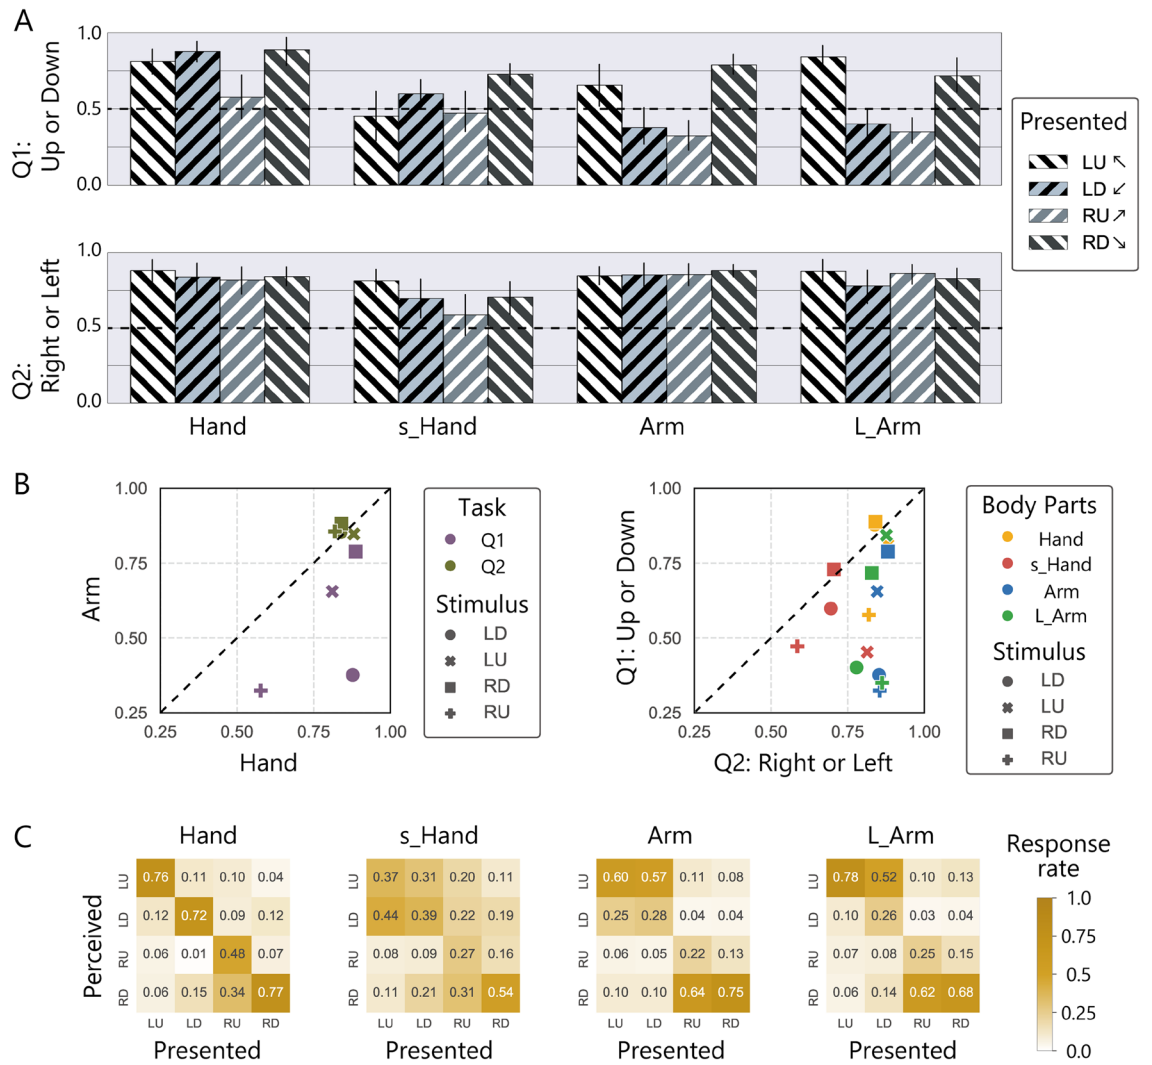 A
Q1:
Up or Down
1.0
0.5
0.0
Q2:
Right or Left
1.0
0.5
0.0
Hand s_Hand Arm L_Arm
Presented
LU ↖
LD ↙
RU ↗
RD ↘
B
Arm
1.00
0.75
0.50
0.25
0.25 0.50 0.75 1.00
Hand
Task
Q1
Q2
Stimulus
LD
LU
RD
RU
Q1: Up or Down
1.00
0.75
0.50
0.25
0.25 0.50 0.75 1.00
Q2: Right or Left
Body Parts
Hand
s_Hand
Arm
L_Arm
Stimulus
LD
LU
RD
RU
C
Perceived
Hand
LU 0.76 0.11 0.10 0.04
LD 0.12 0.72 0.09 0.12
RU 0.06 0.01 0.48 0.07
RD 0.06 0.15 0.34 0.77
LU LD RU RD
Presented
s_Hand
LU 0.37 0.31 0.20 0.11
LD 0.44 0.39 0.22 0.19
RU 0.08 0.09 0.27 0.16
RD 0.11 0.21 0.31 0.54
LU LD RU RD
Presented
Arm
LU 0.60 0.57 0.11 0.08
LD 0.25 0.28 0.04 0.04
RU 0.06 0.05 0.22 0.13
RD 0.10 0.10 0.64 0.75
LU LD RU RD
Presented
L_Arm
LU 0.78 0.52 0.10 0.13
LD 0.10 0.26 0.03 0.04
RU 0.07 0.08 0.25 0.15
RD 0.06 0.14 0.62 0.68
LU LD RU RD
Presented
Response
rate
1.0
0.75
0.5
0.25
0.0